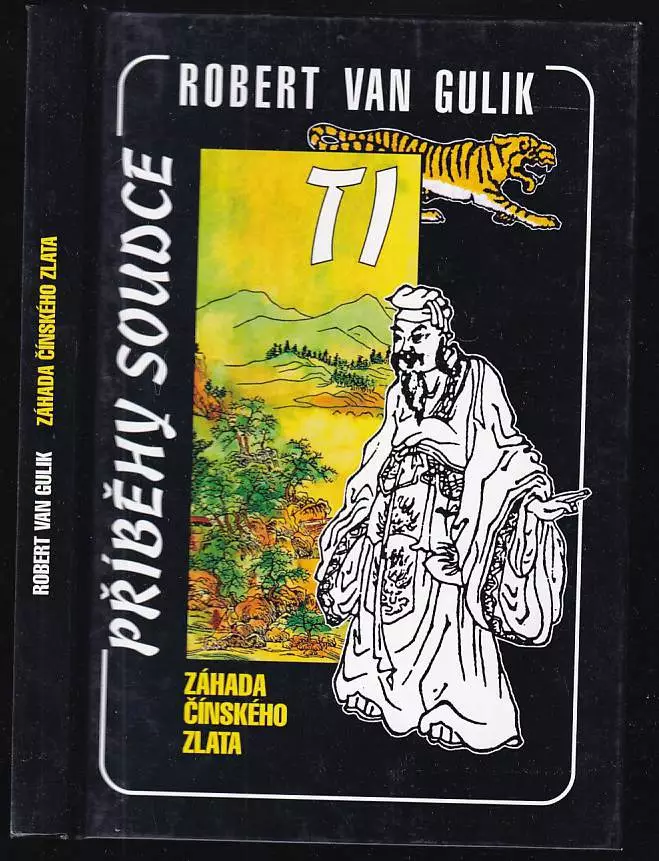 ROBERT VAN GULIK
PŘÍBĚHY SOUDCE
TI
ZÁHADA
ČÍNSKÉHO
ZLATA
ROBERT VAN GULIK ZÁHADA ČÍNSKÉHO ZLATA